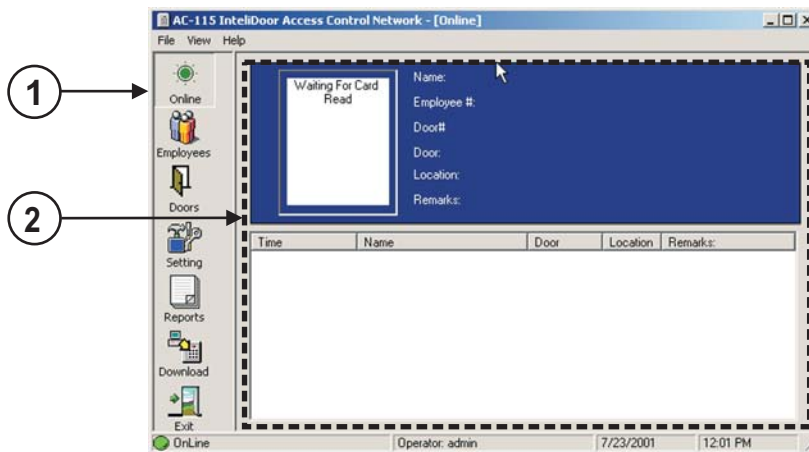 AC-115 InteliDoor Access Control Network - [Online]
File View Help
1
Online
Employees
Doors
2
Setting
Reports
Download
Exit
Waiting For Card
Read
Name:
Employee #:
Door#
Door:
Location:
Remarks:
Time Name Door Location Remarks:
OnLine Operator: admin 7/23/2001 12:01 PM